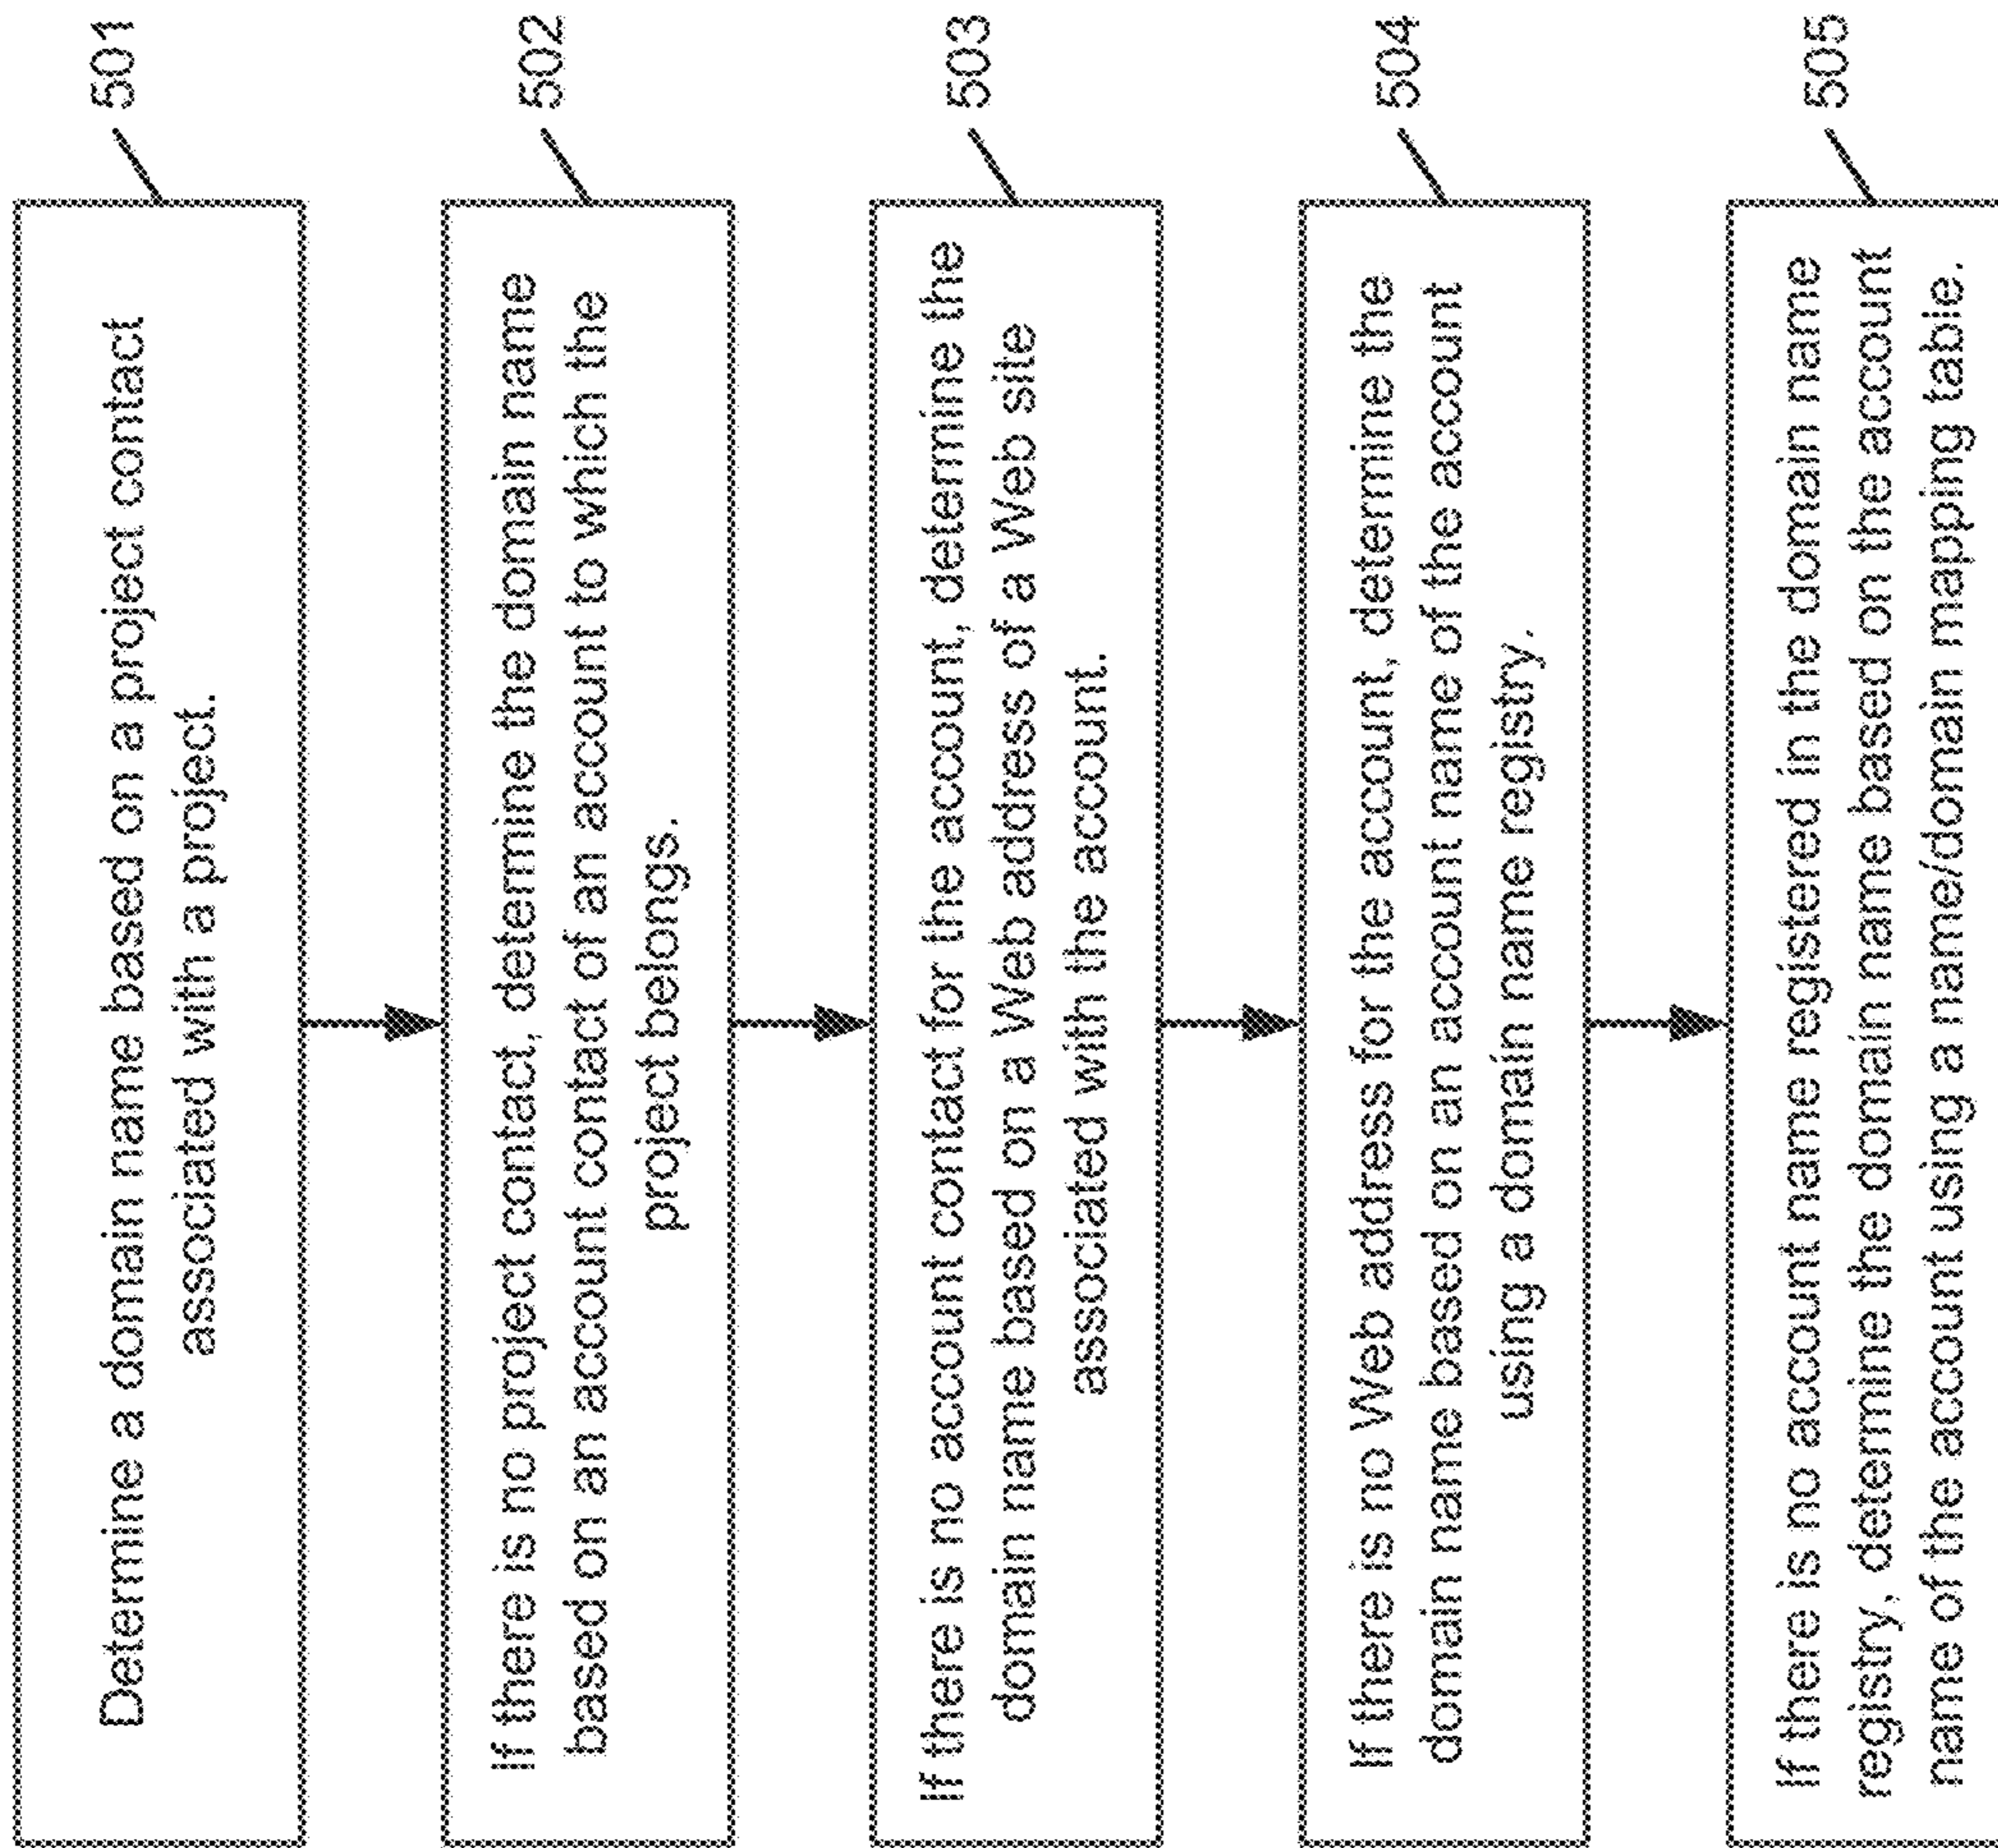 Determine a domain name based on a project contact
associated with a project.
501
If there is no project contact, determine the domain name
based on an account contact of an account to which the
project belongs.
502
If there is no account contact for the account, determine the
domain name based on a Web address of a Web site
associated with the account.
503
If there is no Web address for the account, determine the
domain name based on an account name of the account
using a domain name registry.
504
If there is no account name registered in the domain name
registry, determine the domain name based on the account
name of the account using a name/domain mapping table.
505